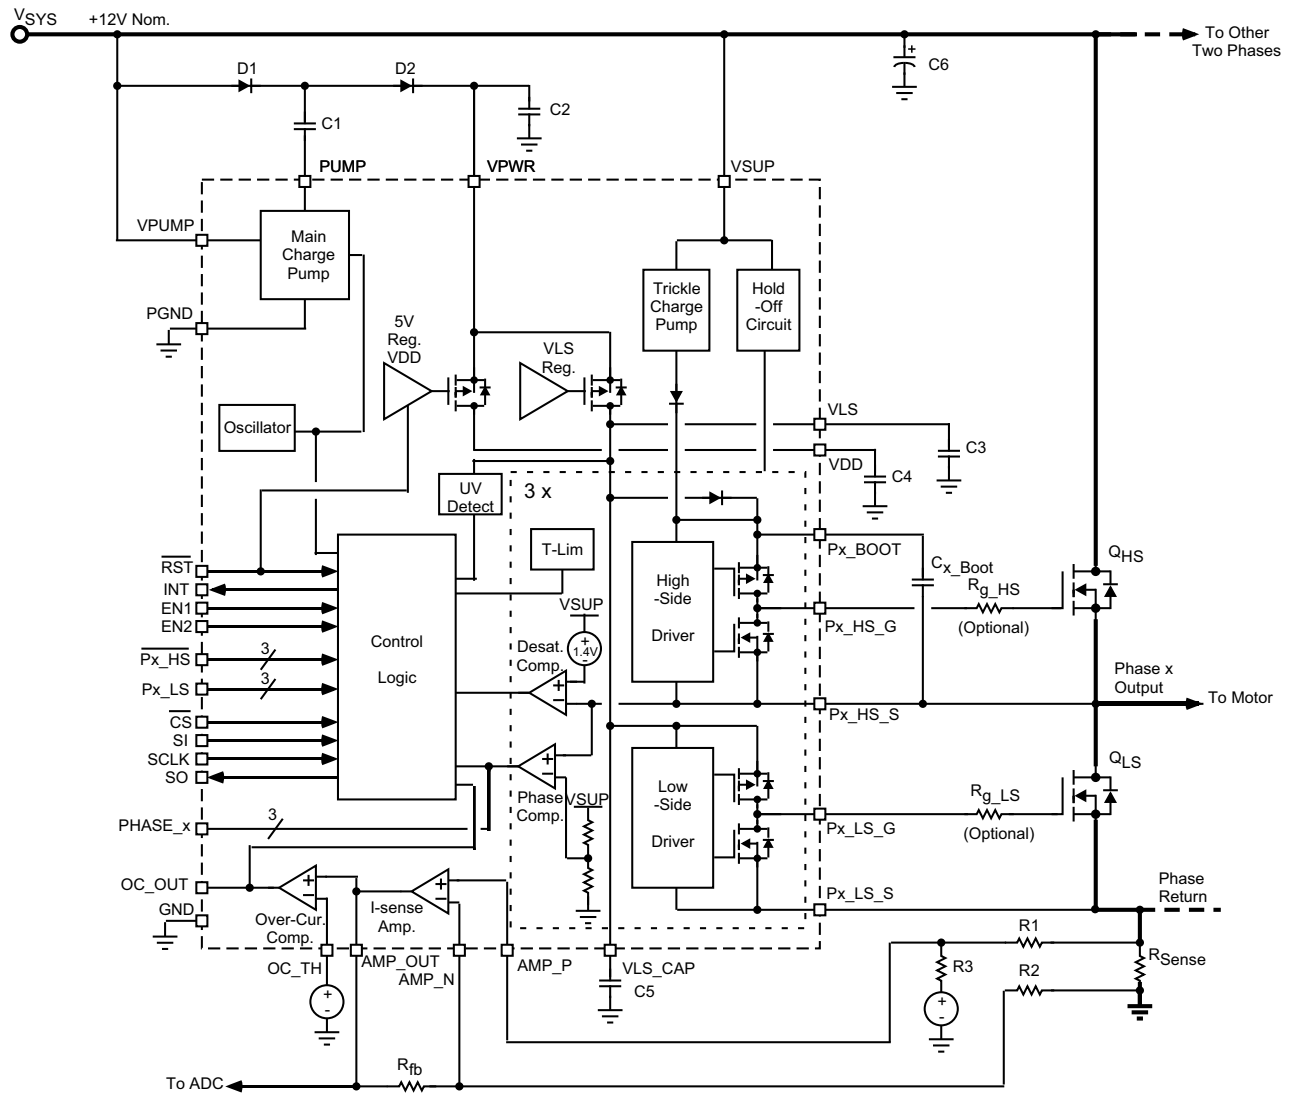 VSYS
+12V Nom.
To Other
Two Phases
D1
D2
C6
C1
C2
PUMP
VPWR
VSUP
VPUMP
Main
Charge
Pump
Trickle
Charge
Pump
Hold
-Off
Circuit
PGND
5V
Reg.
VDD
VLS
Reg.
Oscillator
VLS
C3
VDD
C4
UV
Detect
3 x
T-Lim
Px_BOOT
Cx_Boot
QHS
RST
INT
EN1
EN2
Px_HS
3
Px_LS
3
CS
SI
SCLK
SO
Control
Logic
VSUP
+
1.4V
-
Desat.
Comp.
+
−
High
-Side
Driver
Rg_HS
(Optional)
Px_HS_G
Phase x
Output
To Motor
Px_HS_S
+
−
Phase
Comp.
VSUP
Low
-Side
Driver
QLS
Rg_LS
(Optional)
Px_LS_G
PHASE_x
3
OC_OUT
+
−
Over-Cur.
Comp.
+
−
I-sense
Amp.
Px_LS_S
Phase
Return
GND
OC_TH
AMP_OUT
AMP_N
AMP_P
VLS_CAP
C5
R1
RSense
R3
R2
+
-
+
-
Rfb
To ADC